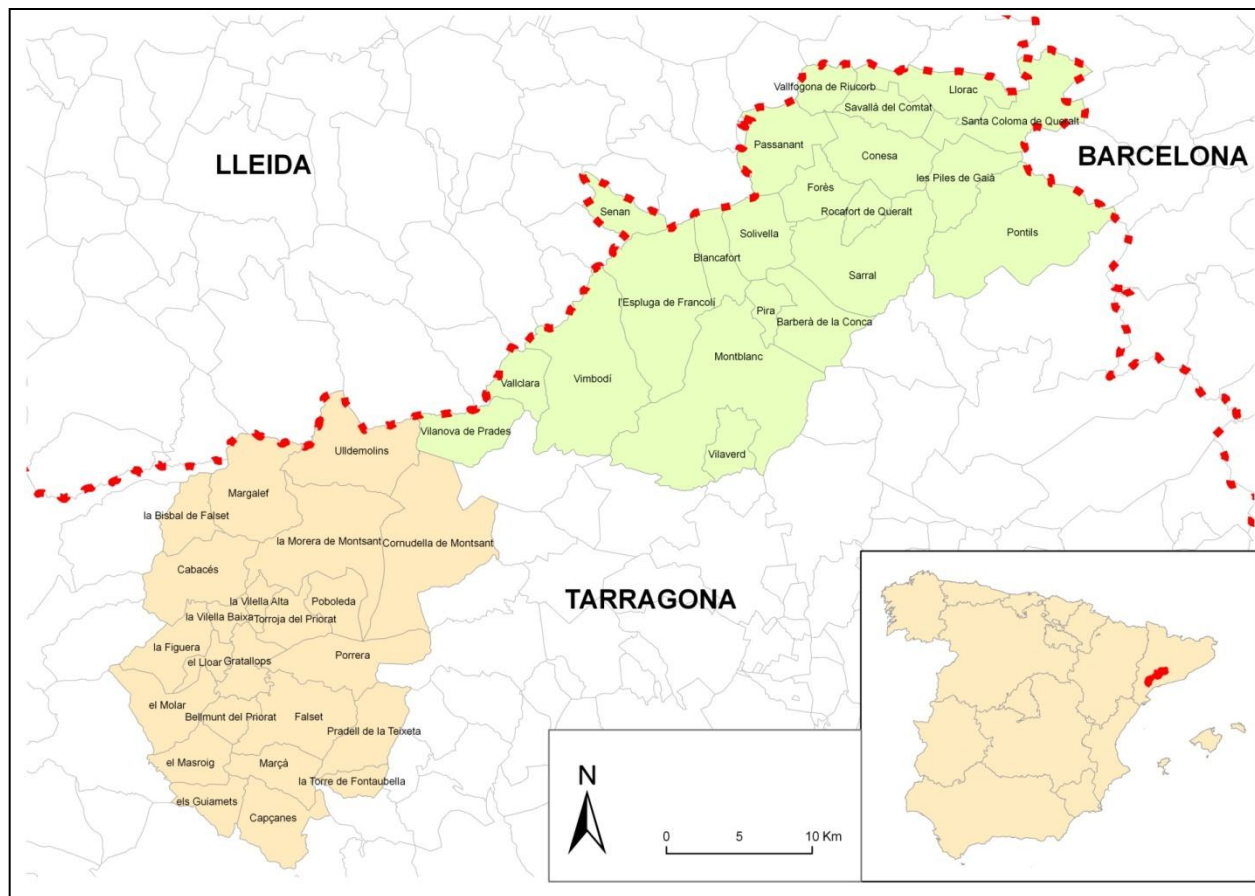 Vallfogona de Riucorb
Llorac
Savallà del Comtat
Santa Coloma de Queralt
LLEIDA
Passanant
Conesa
BARCELONA
les Piles de Gaià
Forès
Senan
Rocafort de Queralt
Solivella
Pontils
Blancafort
Sarral
l'Espluga de Francolí
Pira
Barberà de la Conca
Montblanc
Vallclara
Vimbodí
Vilanova de Prades
Ulldemolins
Vilaverd
Margalef
la Bisbal de Falset
la Morera de Montsant
Cornudella de Montsant
Cabacés
TARRAGONA
la Vilella Alta
Poboleda
la Vilella Baixa
Torroja del Priorat
la Figuera
Porrera
el Lloar
Gratallops
el Molar
Bellmunt del Priorat
Falset
Pradell de la Teixeta
el Masroig
Marçà
la Torre de Fontaubella
els Guiamets
Capçanes
N
0 5 10 Km